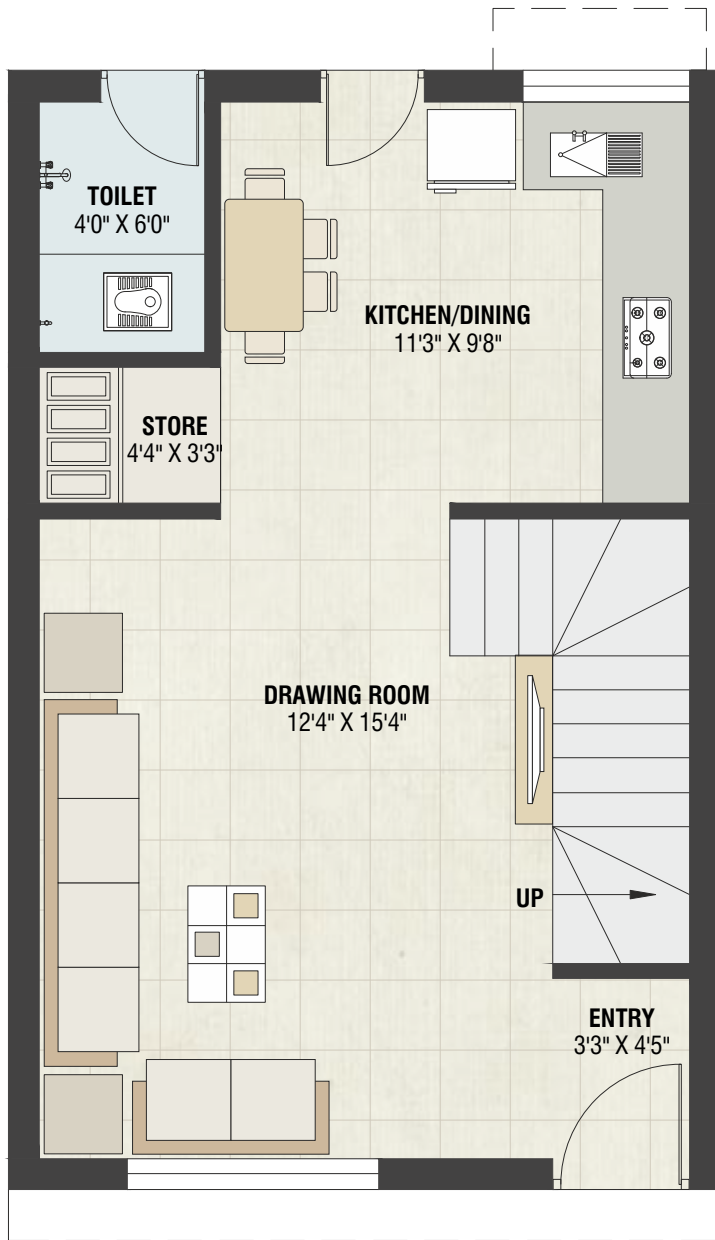 TOILET
4'0" X 6'0"
KITCHEN/DINING
11'3" X 9'8"
STORE
4'4" X 3'3"
DRAWING ROOM
12'4" X 15'4"
UP
ENTRY
3'3" X 4'5"